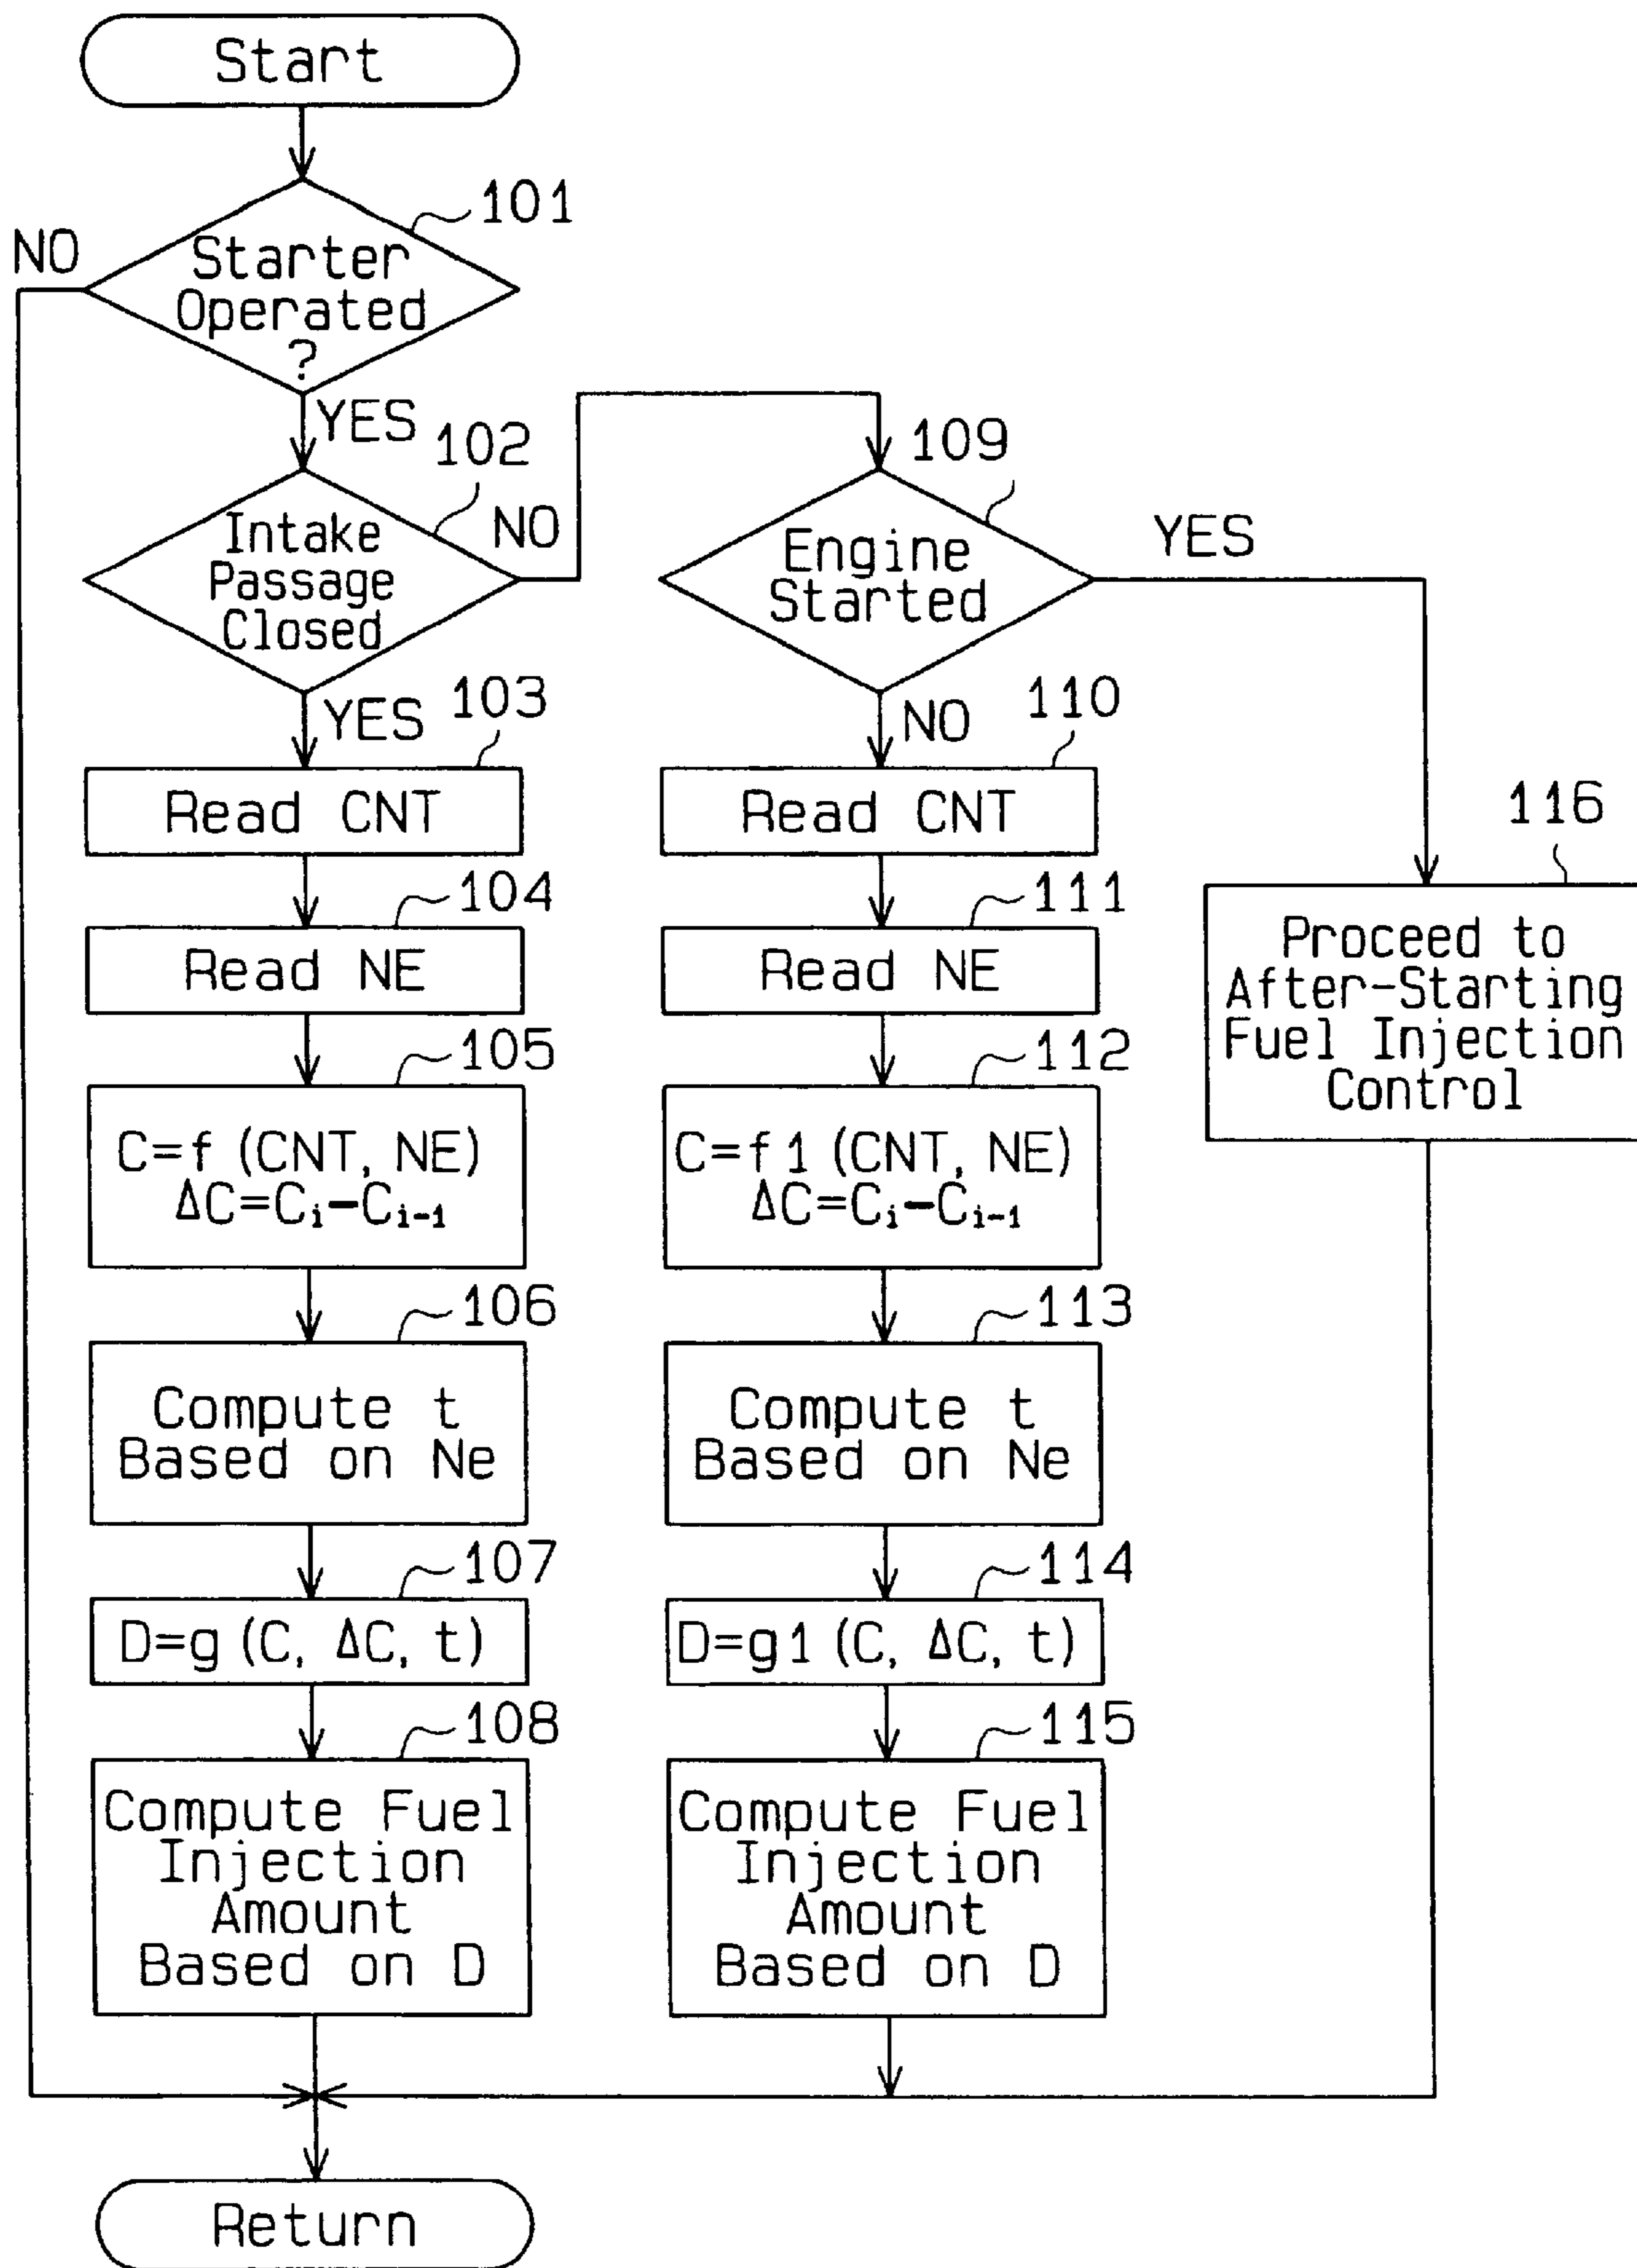 Start
101
NO
Starter
Operated
?
YES
102
109
Intake
Passage
Closed
NO
Engine
Started
YES
YES
103
NO
110
Read CNT
Read CNT
116
104
111
Read NE
Read NE
Proceed to
After-Starting
Fuel Injection
Control
105
112
C=f (CNT, NE)
ΔC=Ci−Ci-1
C=f1 (CNT, NE)
ΔC=Ci−Ci-1
106
113
Compute t
Based on Ne
Compute t
Based on Ne
107
114
D=g (C, ΔC, t)
D=g1 (C, ΔC, t)
108
115
Compute Fuel
Injection
Amount
Based on D
Compute Fuel
Injection
Amount
Based on D
Return